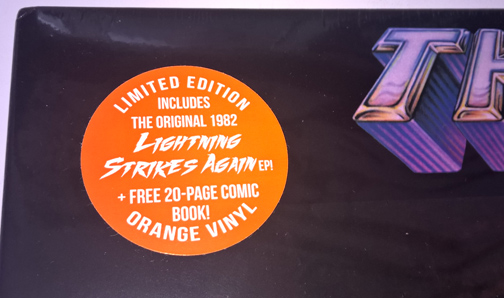 LIMITED EDITION
INCLUDES
THE ORIGINAL 1982
LIGHTNING
STRIKES AGAIN EP!
+ FREE 20-PAGE COMIC
BOOK!
ORANGE VINYL
TH